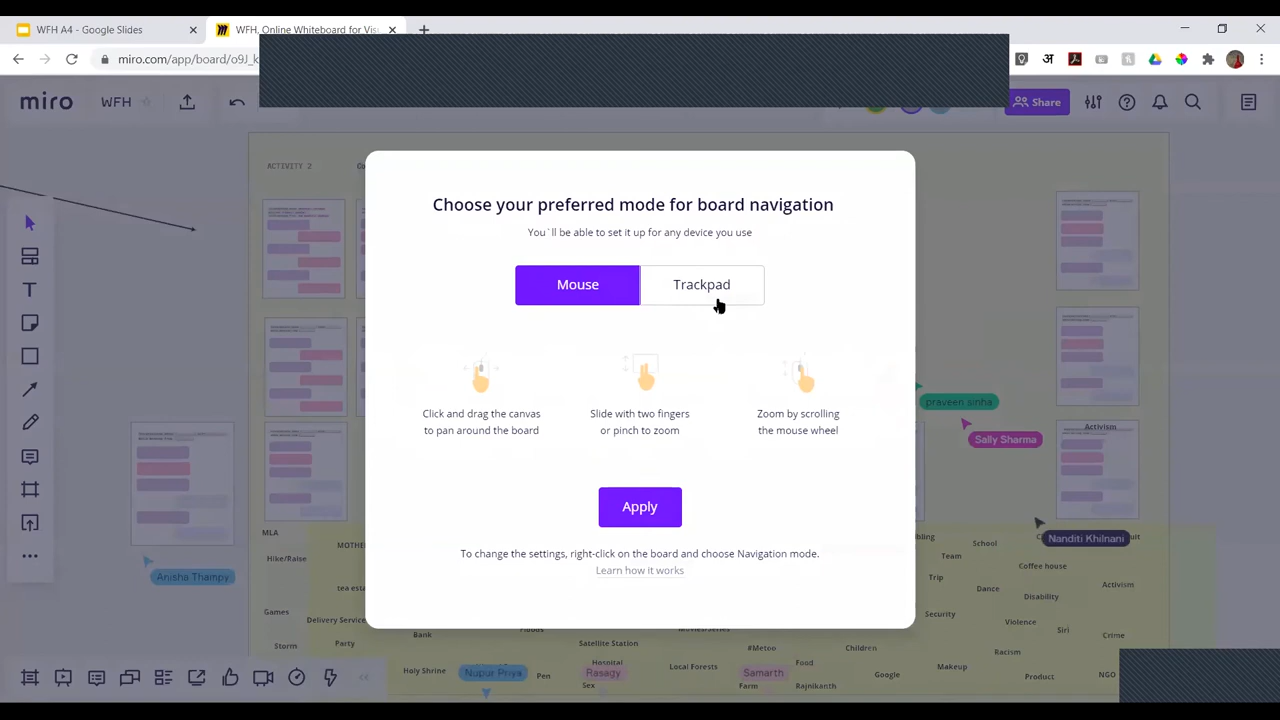 WFH A4 - Google Slides
WFH, Online Whiteboard for Vis
miro.com/app/board/o9J_k
अ
miro
WFH
Share
ACTIVITY 2
Choose your preferred mode for board navigation
You`ll be able to set it up for any device you use
Mouse
Trackpad
Click and drag the canvas
to pan around the board
Slide with two fingers
or pinch to zoom
Zoom by scrolling
the mouse wheel
Apply
To change the settings, right-click on the board and choose Navigation mode.
Learn how it works
praveen sinha
Sally Sharma
Activism
Nanditi Khilnani
Anisha Thampy
MLA
Hike/Raise
Games
Delivery Service
Storm
Party
Bank
Satellite Station
Holy Shrine
Nupur Priya
Pen
Hospital
Rasagy
Sex
Local Forests
#Metoo
Samarth
Farm
Food
Rajnikanth
Children
Google
Team
School
Coffee house
Trip
Dance
Disability
Activism
Security
Violence
Siri
Crime
Racism
Makeup
Product
NGO